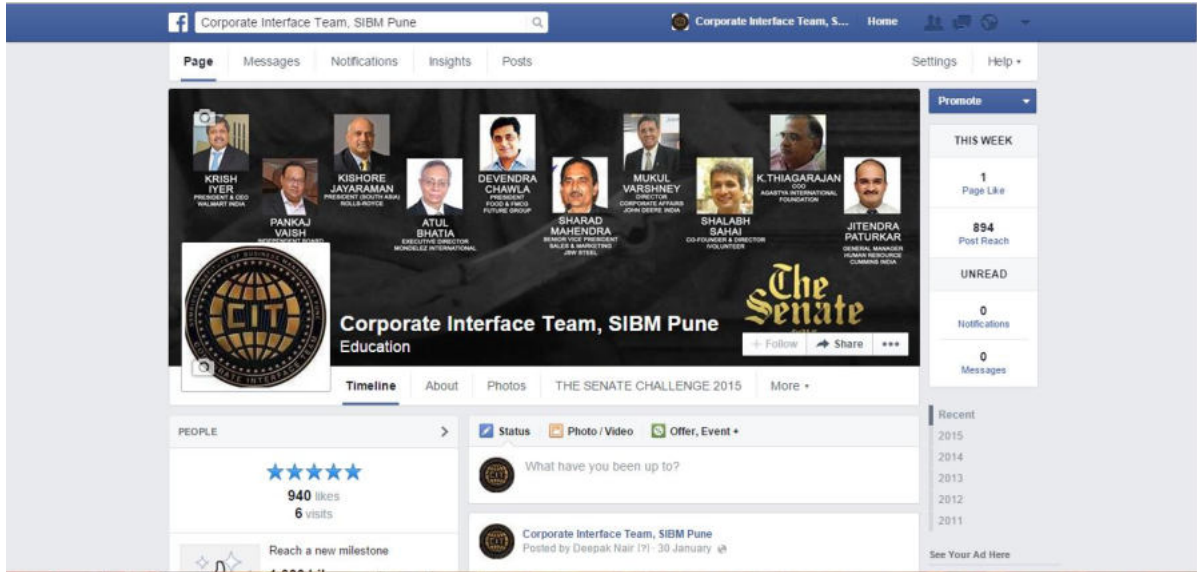 Corporate Interface Team, SIBM Pune
Corporate Interface Team, S...
Home
Page
Messages
Notifications
Insights
Posts
Settings
Help
Promote
KRISH
IYER
PRESIDENT & CEO
WALMART INDIA
PANKAJ
VAISH
INDEPENDENT BOARD
KISHORE
JAYARAMAN
PRESIDENT (SOUTH ASIA)
ROLLS-ROYCE
ATUL
BHATIA
EXECUTIVE DIRECTOR
MONDELEZ INTERNATIONAL
DEVENDRA
CHAWLA
PRESIDENT
FOOD & FMCG
FUTURE GROUP
SHARAD
MAHENDRA
SENIOR VICE PRESIDENT
SALES & MARKETING
JSW STEEL
MUKUL
VARSHNEY
DIRECTOR
CORPORATE AFFAIRS
JOHN DEERE INDIA
SHALABH
SAHAI
CO-FOUNDER & DIRECTOR
IVOLUNTEER
K.THIAGARAJAN
COO
AGASTYA INTERNATIONAL
FOUNDATION
JITENDRA
PATURKAR
GENERAL MANAGER
HUMAN RESOURCE
CUMMINS INDIA
The
Senate
CIT
CORPORATE INTERFACE TEAM
Corporate Interface Team, SIBM Pune
Education
+ Follow
Share
Timeline
About
Photos
THE SENATE CHALLENGE 2015
More
THIS WEEK
1
Page Like
894
Post Reach
UNREAD
0
Notifications
0
Messages
Recent
2015
2014
2013
2012
2011
See Your Ad Here
PEOPLE
940 likes
6 visits
Reach a new milestone
Status
Photo / Video
Offer, Event +
What have you been up to?
Corporate Interface Team, SIBM Pune
Posted by Deepak Nair [?] · 30 January